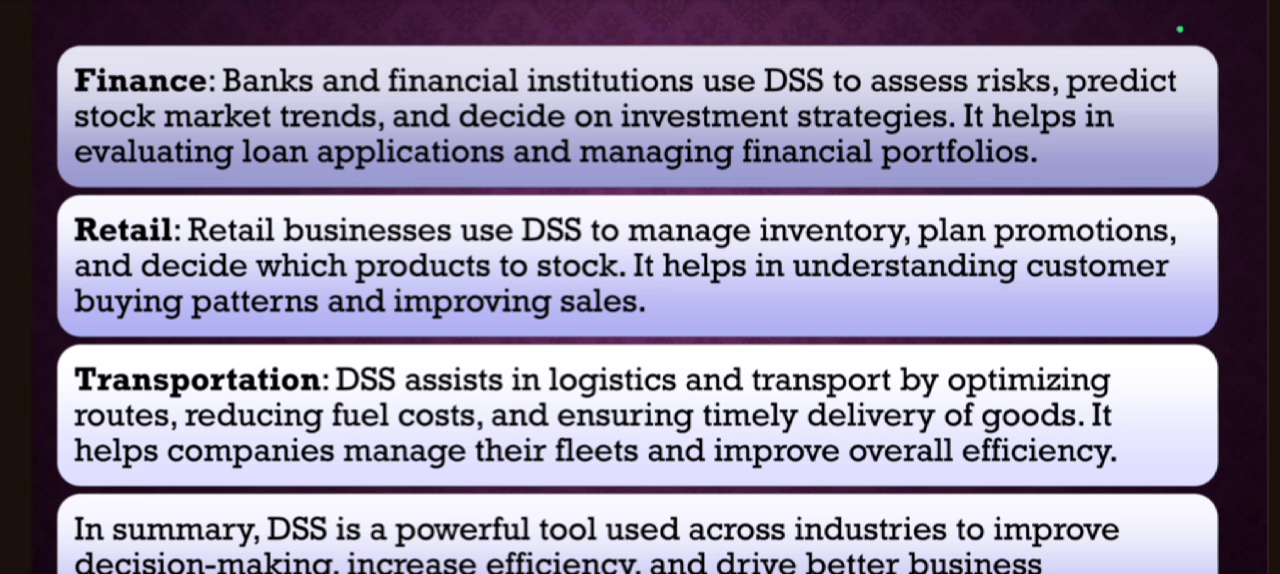 Finance: Banks and financial institutions use DSS to assess risks, predict
stock market trends, and decide on investment strategies. It helps in
evaluating loan applications and managing financial portfolios.
Retail: Retail businesses use DSS to manage inventory, plan promotions,
and decide which products to stock. It helps in understanding customer
buying patterns and improving sales.
Transportation: DSS assists in logistics and transport by optimizing
routes, reducing fuel costs, and ensuring timely delivery of goods. It
helps companies manage their fleets and improve overall efficiency.
In summary, DSS is a powerful tool used across industries to improve
decision-making, increase efficiency, and drive better business